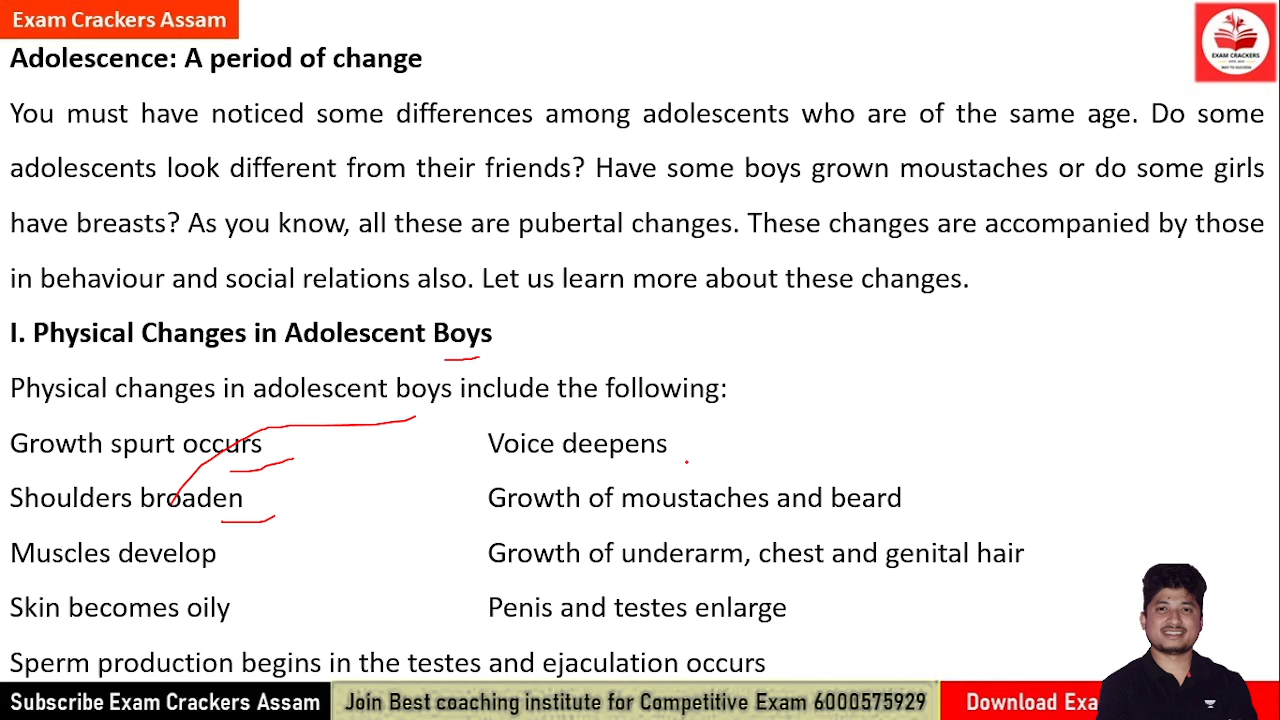 Exam Crackers Assam
EXAM CRACKERS
WAY TO SUCCESS
Adolescence: A period of change
You must have noticed some differences among adolescents who are of the same age. Do some
adolescents look different from their friends? Have some boys grown moustaches or do some girls
have breasts? As you know, all these are pubertal changes. These changes are accompanied by those
in behaviour and social relations also. Let us learn more about these changes.
I. Physical Changes in Adolescent Boys
Physical changes in adolescent boys include the following:
Growth spurt occurs Voice deepens
Shoulders broaden Growth of moustaches and beard
Muscles develop Growth of underarm, chest and genital hair
Skin becomes oily Penis and testes enlarge
Sperm production begins in the testes and ejaculation occurs
Subscribe Exam Crackers Assam Join Best coaching institute for Competitive Exam 6000575929 Download Exa